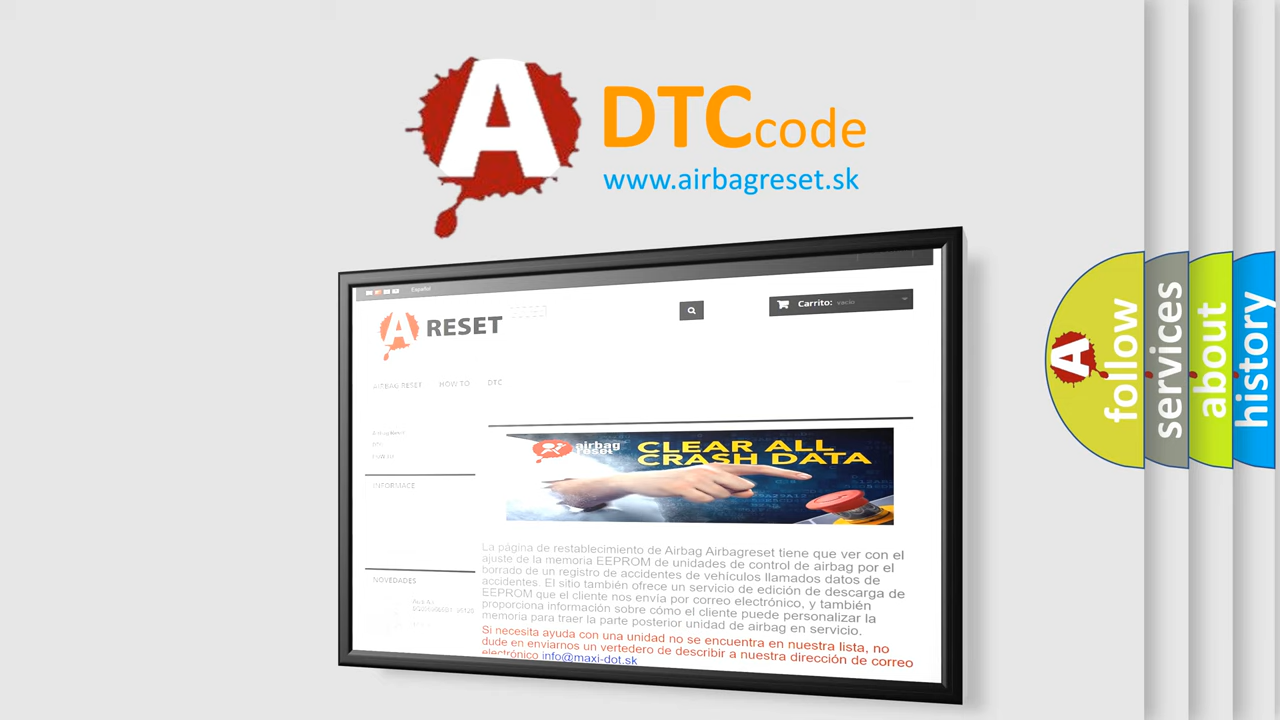 A DTCcode
www.airbagreset.sk
Español
A RESET
Carrito: vacío
AIRBAG RESET HOW TO DTC
INFORMACE
NOVEDADES
airbag
reset
CLEAR ALL
CRASH DATA
La página de restablecimiento de Airbag Airbagreset tiene que ver con el
ajuste de la memoria EEPROM de unidades de control de airbag por el
borrado de un registro de accidentes de vehículos llamados datos de
accidentes. El sitio también ofrece un servicio de edición de descarga de
EEPROM que el cliente nos envía por correo electrónico, y también
proporciona información sobre cómo el cliente puede personalizar la
memoria para traer la parte posterior unidad de airbag en servicio.
Si necesita ayuda con una unidad no se encuentra en nuestra lista, no
dude en enviarnos un vertedero de describir a nuestra dirección de correo
electrónico info@maxi-dot.sk
A
follow
services
about
history